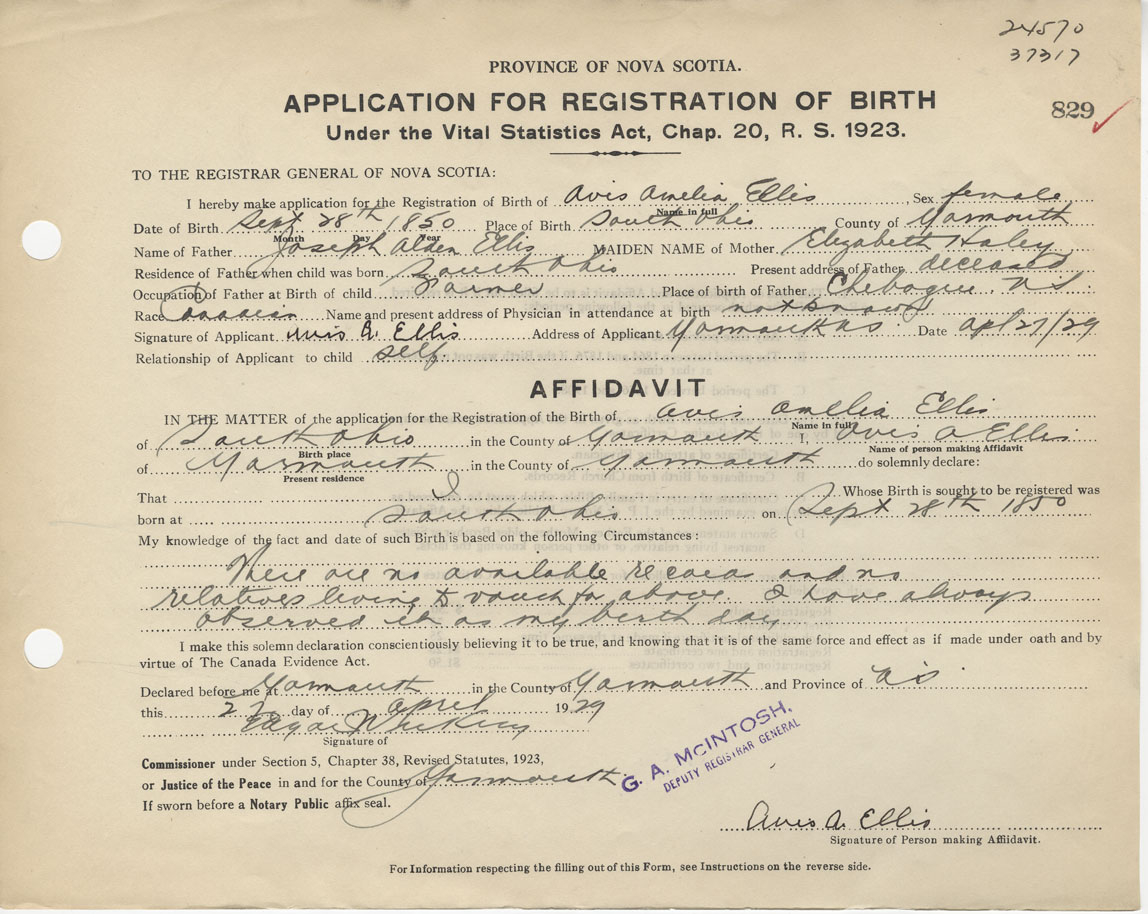 24570
37317
PROVINCE OF NOVA SCOTIA.
APPLICATION FOR REGISTRATION OF BIRTH
829
Under the Vital Statistics Act, Chap. 20, R. S. 1923.
TO THE REGISTRAR GENERAL OF NOVA SCOTIA:
I hereby make application for the Registration of Birth of Avis Amelia Ellis, Sex female
Name in full
Date of Birth Sept 28th 1850 Place of Birth South Ohio County of Yarmouth
Month Day Year
Name of Father Joseph Alden Ellis MAIDEN NAME of Mother Elizabeth Haley
Residence of Father when child was born South Ohio Present address of Father deceased
Occupation of Father at Birth of child Farmer Place of birth of Father Chebogue NS
Race Canadian Name and present address of Physician in attendance at birth not known
Signature of Applicant Avis A. Ellis Address of Applicant Yarmouth NS Date Apl 27/29
Relationship of Applicant to child self
AFFIDAVIT
IN THE MATTER of the application for the Registration of the Birth of Avis Amelia Ellis
Name in full
of South Ohio in the County of Yarmouth I, Avis A Ellis
Birth place Name of person making Affidavit
of Yarmouth in the County of Yarmouth do solemnly declare:
Present residence
That I Whose Birth is sought to be registered was
born at South Ohio on Sept 28th 1850
My knowledge of the fact and date of such Birth is based on the following Circumstances:
There are no available records and no
relatives living to vouch for above. I have always
observed it as my birth day
I make this solemn declaration conscientiously believing it to be true, and knowing that it is of the same force and effect as if made under oath and by
virtue of The Canada Evidence Act.
Declared before me at Yarmouth in the County of Yarmouth and Province of NS
this 27 day of April 1929
Edgar
Signature of
Commissioner under Section 5, Chapter 38, Revised Statutes, 1923,
or Justice of the Peace in and for the County of Yarmouth
If sworn before a Notary Public affix seal.
G. A. McINTOSH,
DEPUTY REGISTRAR GENERAL
Avis A. Ellis
Signature of Person making Affiidavit.
For Information respecting the filling out of this Form, see Instructions on the reverse side.